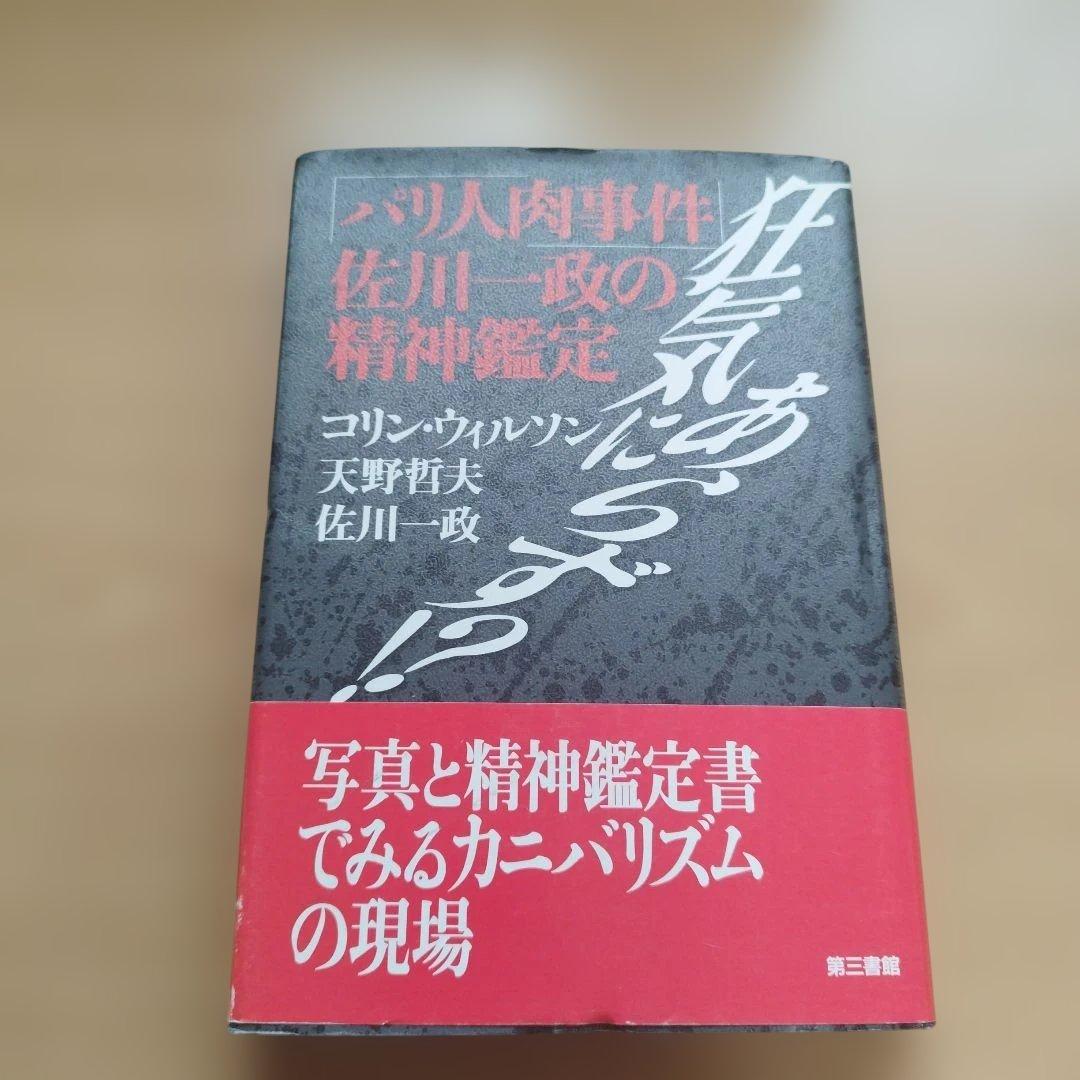 狂気にあらず!?
「パリ人肉事件」
佐川一政の
精神鑑定
コリン・ウィルソン
天野哲夫
佐川一政
写真と精神鑑定書
でみるカニバリズム
の現場
第三書館